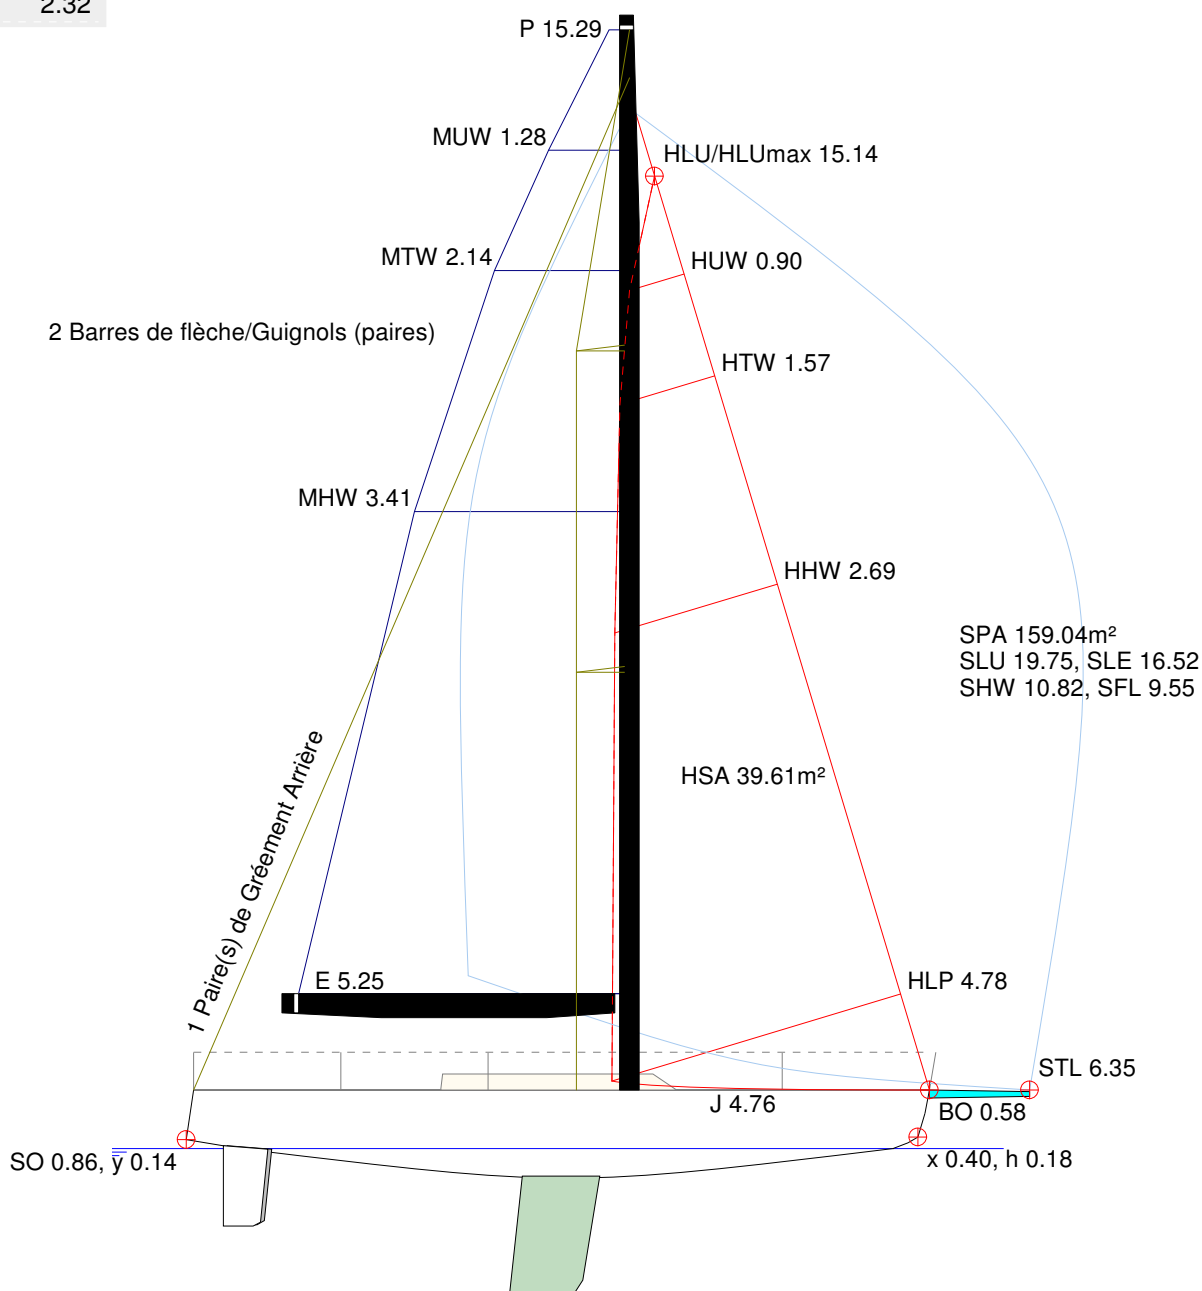 2.32
P 15.29
MUW 1.28
HLU/HLUmax 15.14
MTW 2.14
HUW 0.90
2 Barres de flèche/Guignols (paires)
HTW 1.57
MHW 3.41
HHW 2.69
SPA 159.04m²
SLU 19.75, SLE 16.52
SHW 10.82, SFL 9.55
1 Paire(s) de Gréement Arrière
HSA 39.61m²
E 5.25
HLP 4.78
STL 6.35
J 4.76
BO 0.58
SO 0.86, y̅ 0.14
x 0.40, h 0.18